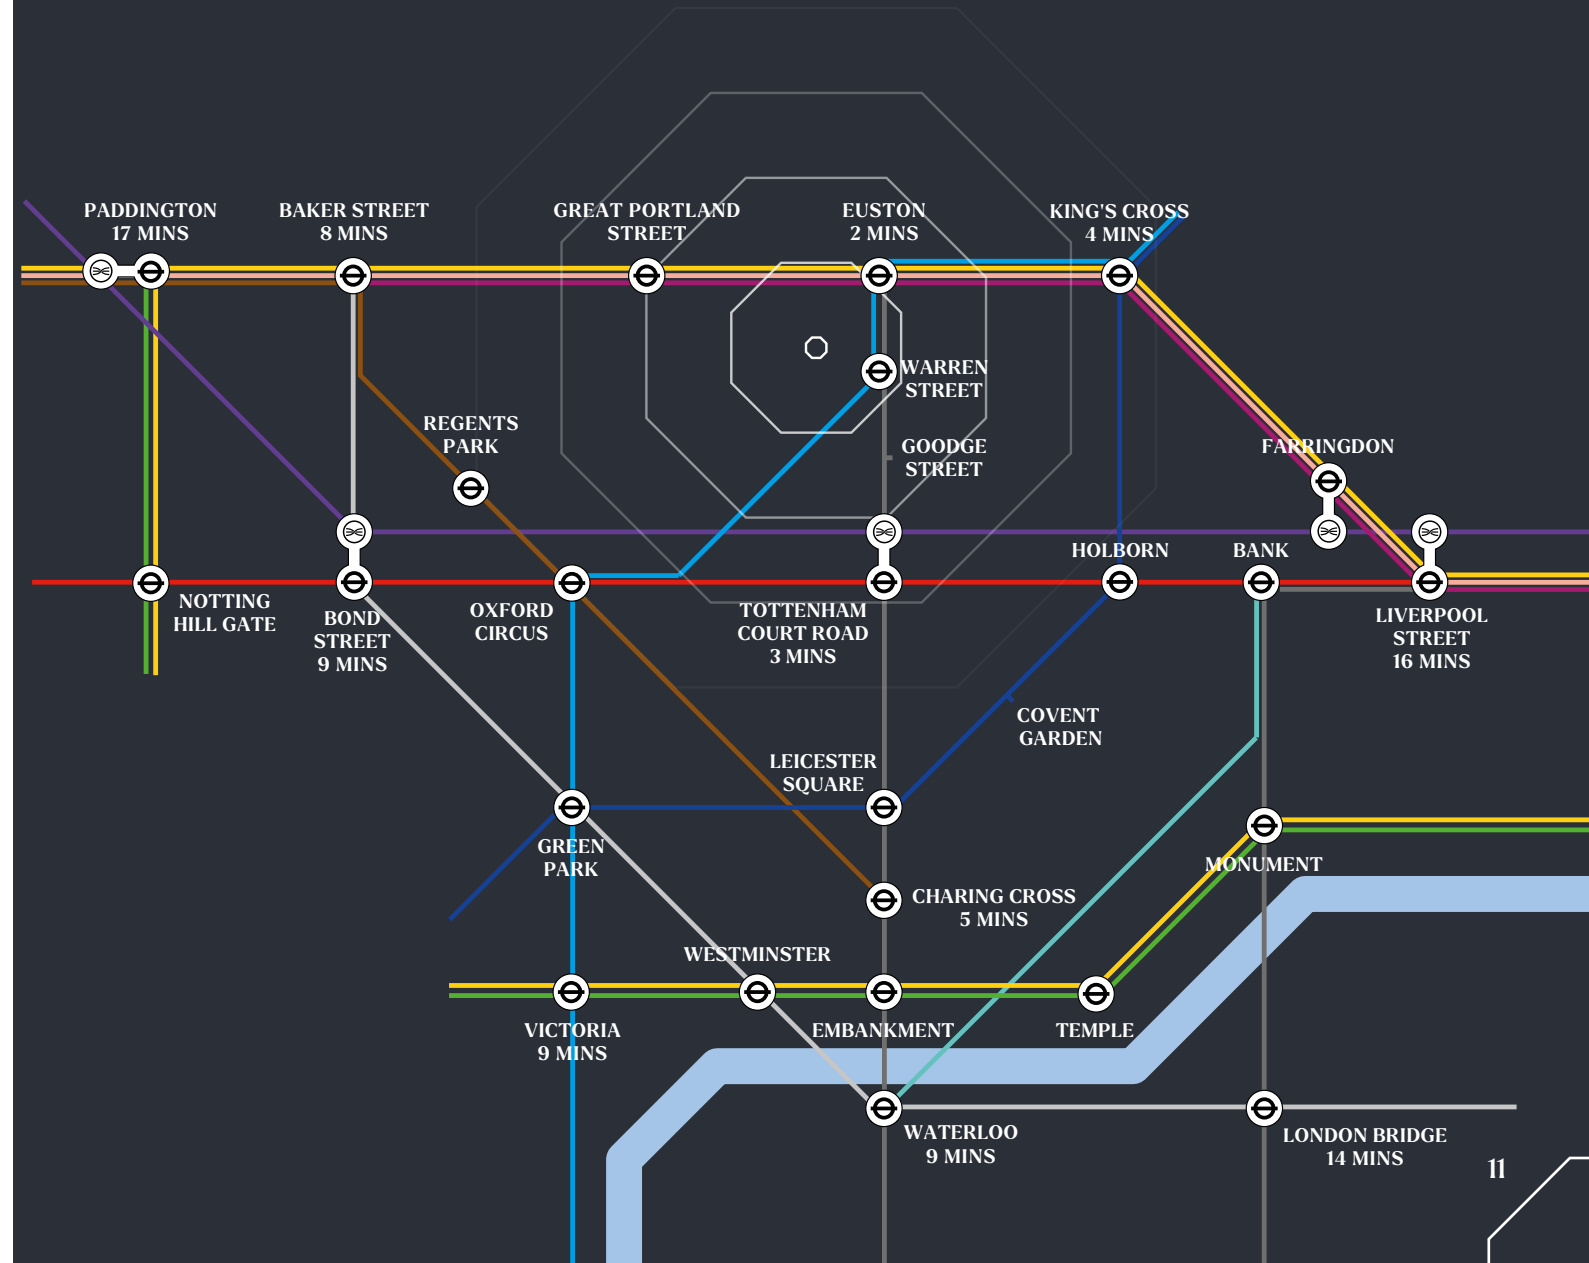 PADDINGTON
17 MINS
BAKER STREET
8 MINS
GREAT PORTLAND
STREET
EUSTON
2 MINS
KING'S CROSS
4 MINS
WARREN
STREET
REGENTS
PARK
GOODGE
STREET
FARRINGDON
HOLBORN
BANK
NOTTING
HILL GATE
BOND
STREET
9 MINS
OXFORD
CIRCUS
TOTTENHAM
COURT ROAD
3 MINS
LIVERPOOL
STREET
16 MINS
COVENT
GARDEN
LEICESTER
SQUARE
GREEN
PARK
MONUMENT
CHARING CROSS
5 MINS
WESTMINSTER
VICTORIA
9 MINS
EMBANKMENT
TEMPLE
WATERLOO
9 MINS
LONDON BRIDGE
14 MINS
11